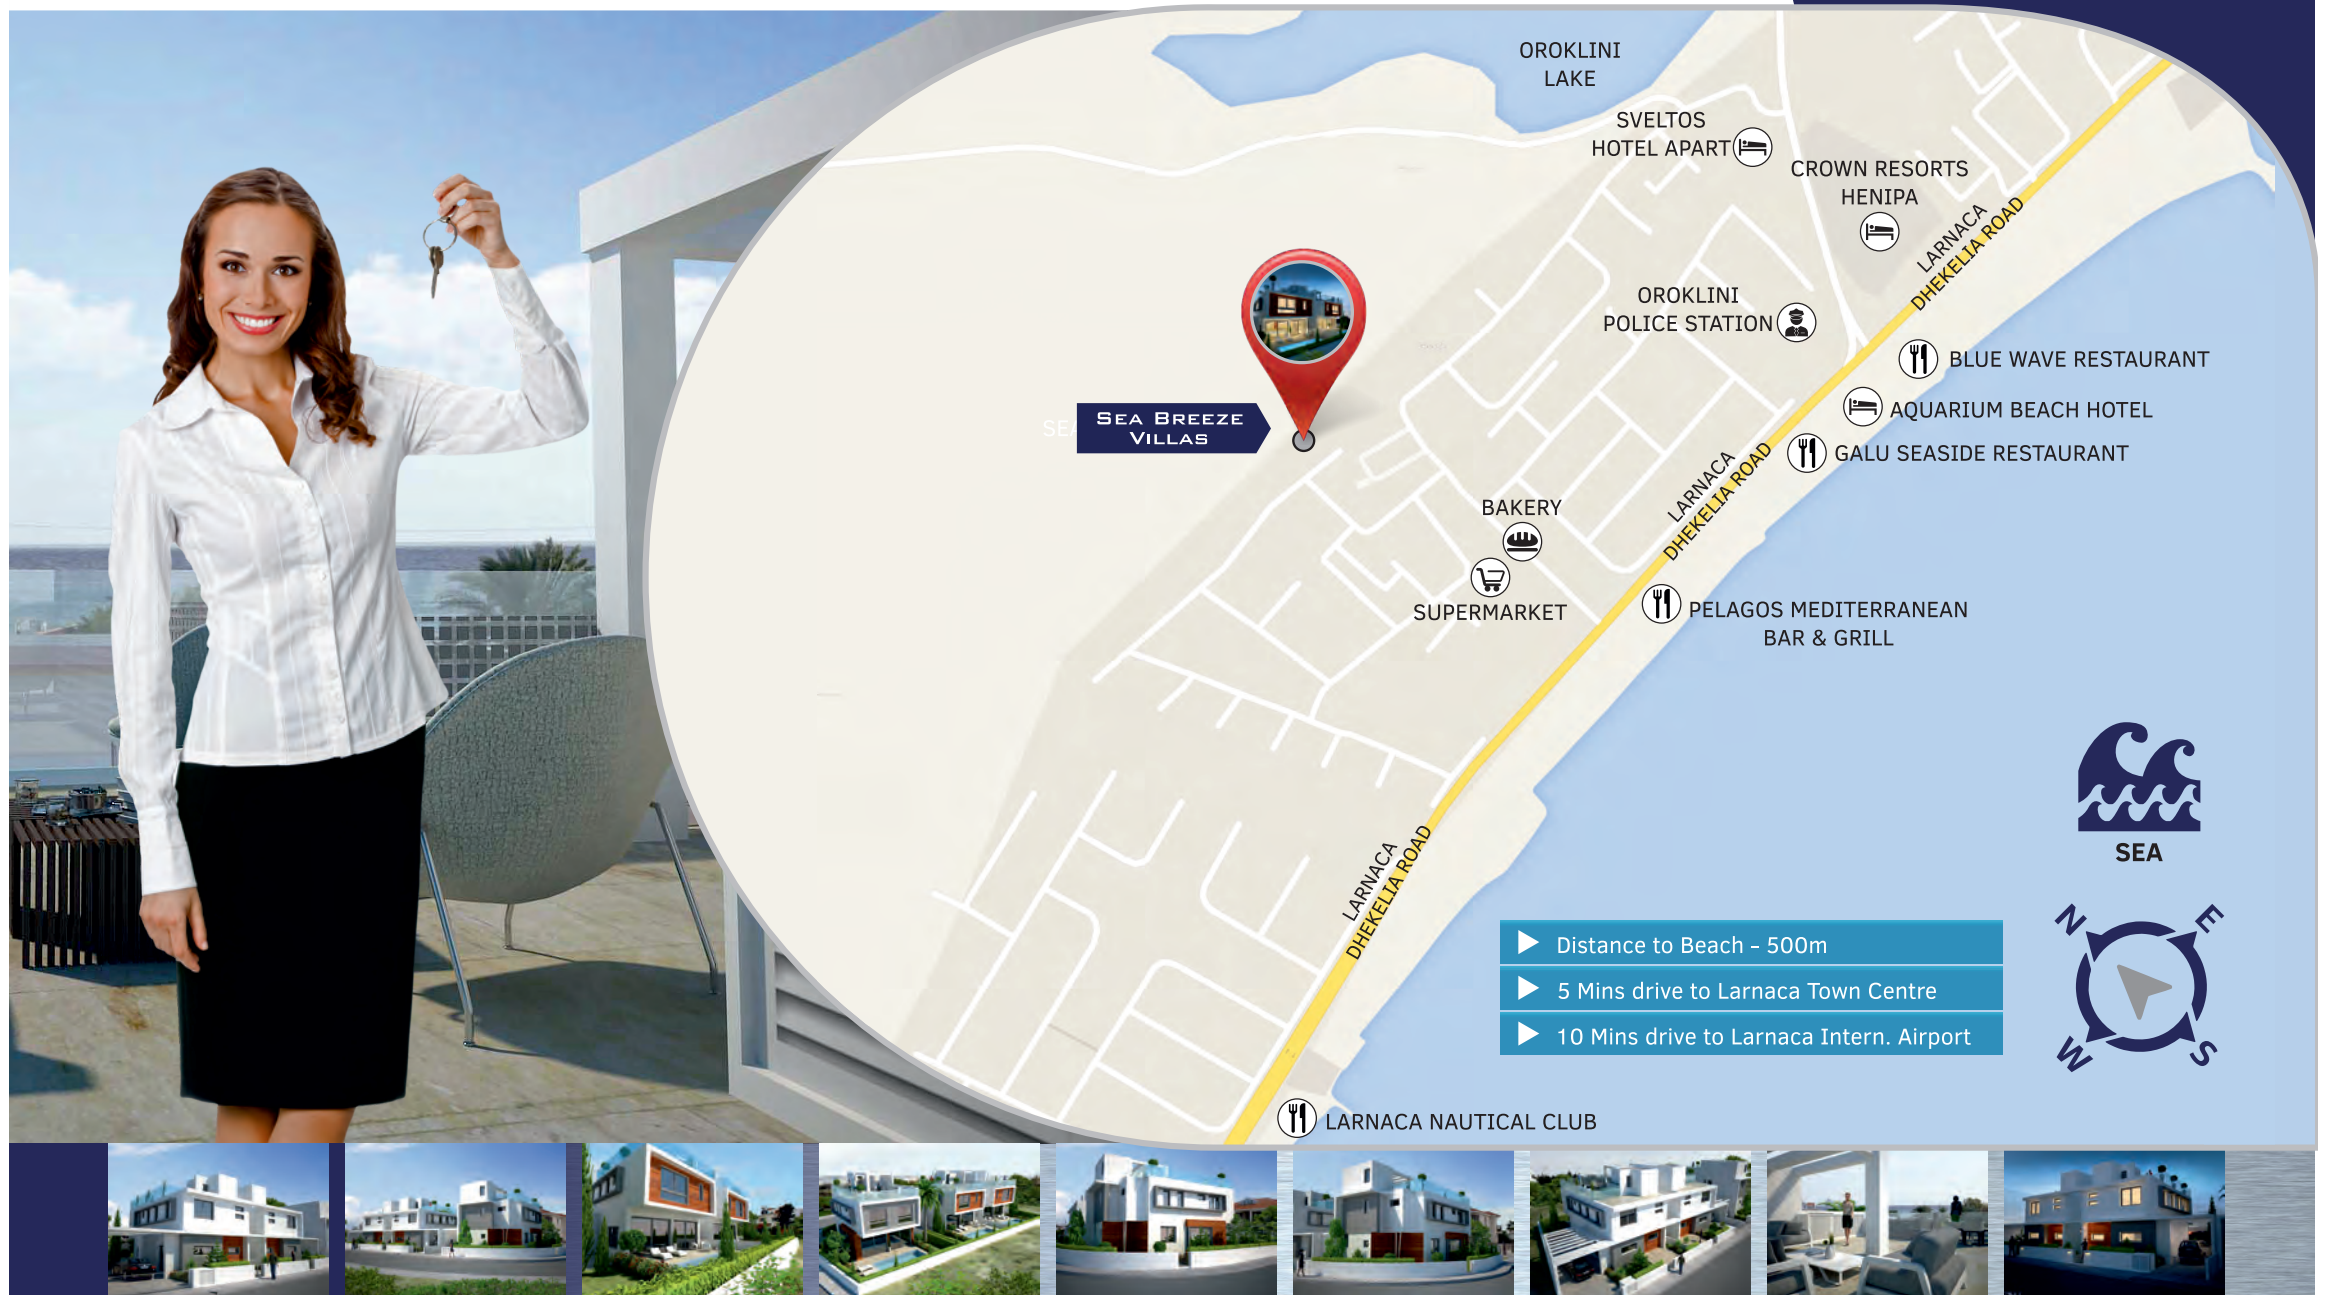 OROKLINI
LAKE
SVELTOS
HOTEL APART
CROWN RESORTS
HENIPA
LARNACA
DHEKELIA ROAD
OROKLINI
POLICE STATION
BLUE WAVE RESTAURANT
AQUARIUM BEACH HOTEL
GALU SEASIDE RESTAURANT
SEA
SEA BREEZE
VILLAS
LARNACA
DHEKELIA ROAD
BAKERY
SUPERMARKET
PELAGOS MEDITERRANEAN
BAR & GRILL
SEA
LARNACA
DHEKELIA ROAD
N
E
W
S
Distance to Beach - 500m
5 Mins drive to Larnaca Town Centre
10 Mins drive to Larnaca Intern. Airport
LARNACA NAUTICAL CLUB